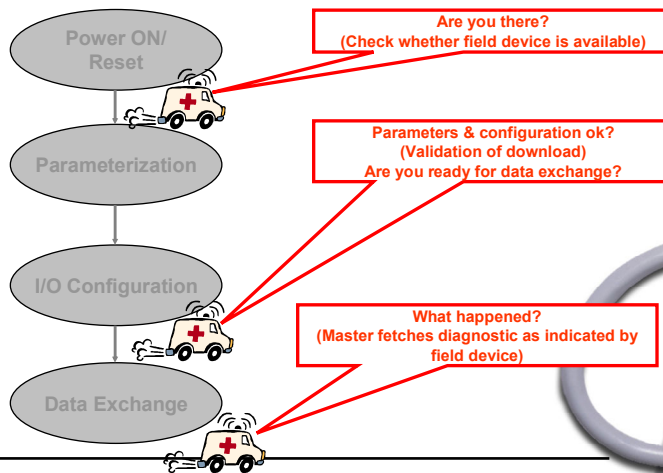 Power ON/
Reset
Are you there?
(Check whether field device is available)
Parameterization
Parameters & configuration ok?
(Validation of download)
Are you ready for data exchange?
I/O Configuration
What happened?
(Master fetches diagnostic as indicated by
field device)
Data Exchange